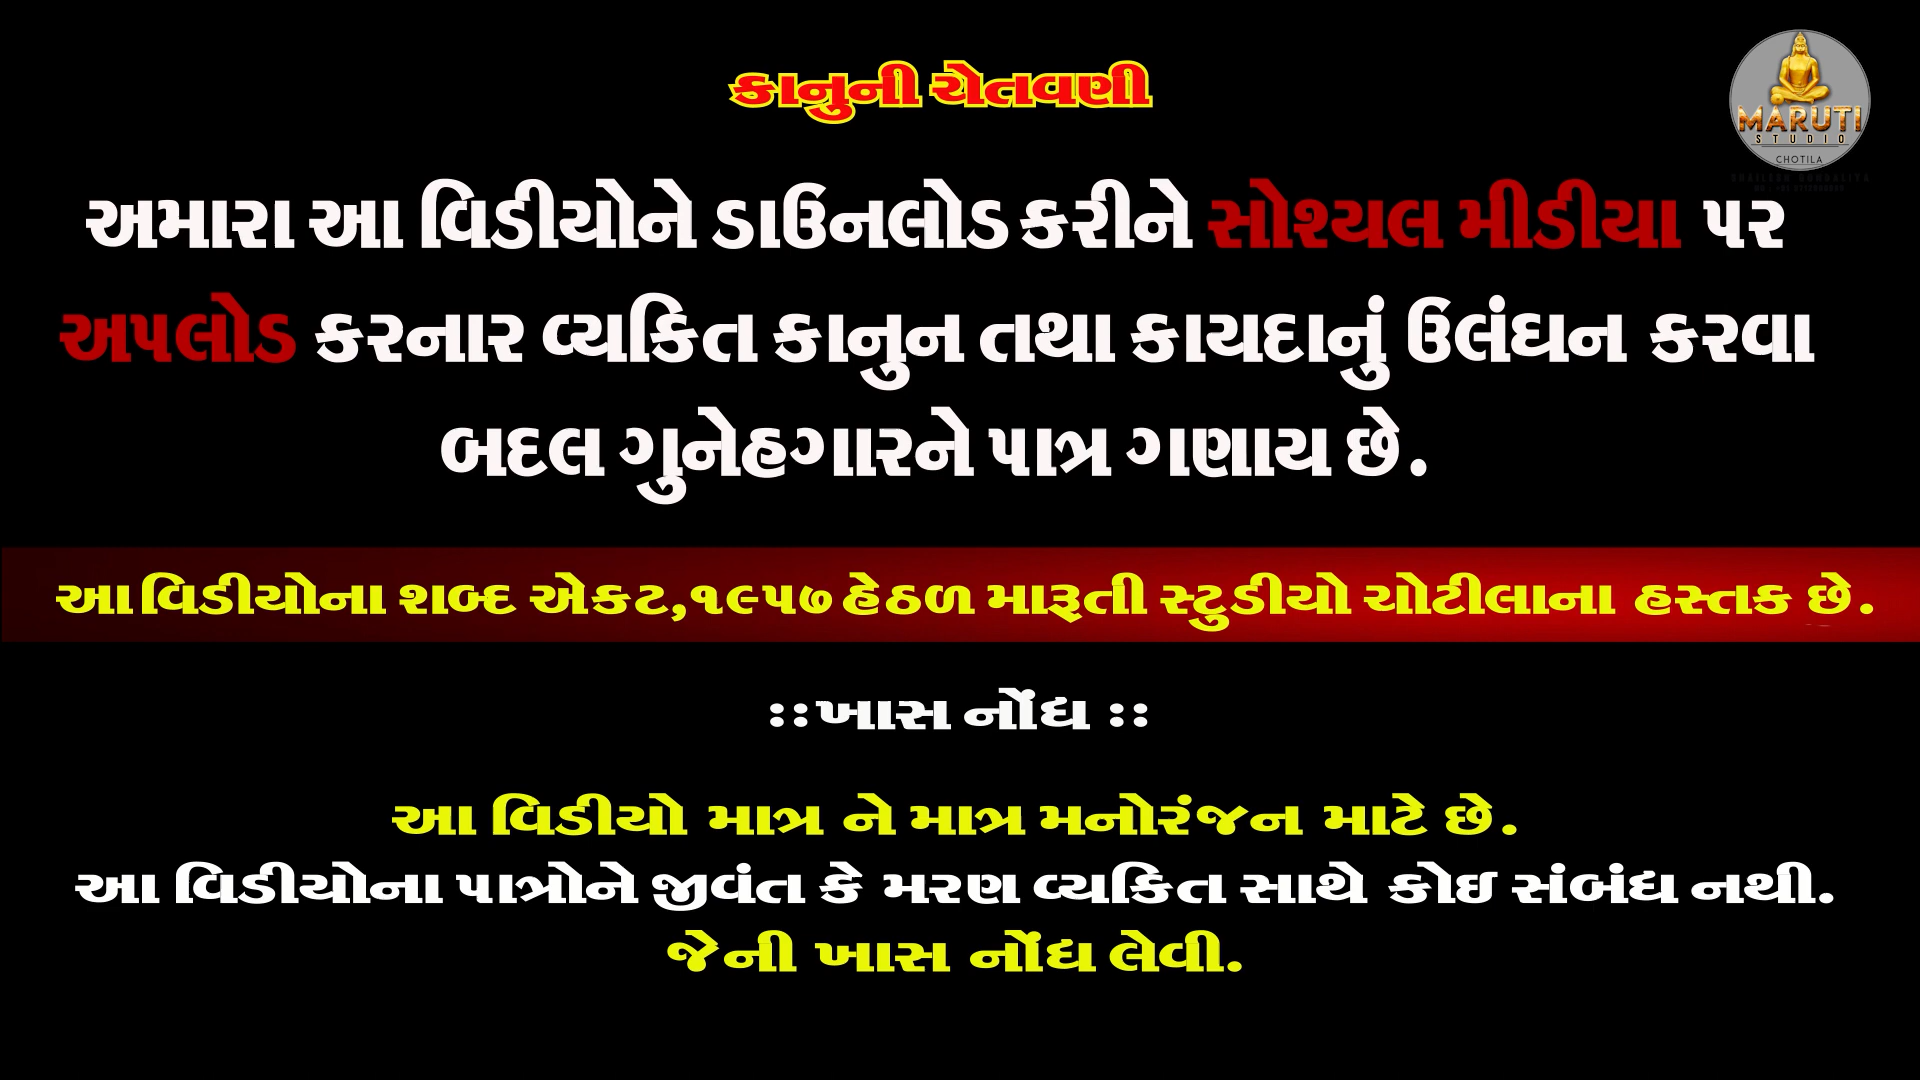 કાનુની ચેતવણી
MARUTI
STUDIO
CHOTILA
અમારા આ વિડીયોને ડાઉનલોડ કરીને સોશ્યલ મીડીયા પર
અપલોડ કરનાર વ્યકિત કાનુન તથા કાયદાનું ઉલંઘન કરવા
બદલ ગુનેહગારને પાત્ર ગણાય છે.
આ વિડીયોના શબ્દ એકટ,૧૯૫૭ હેઠળ મારૂતી સ્ટુડીયો ચોટીલાના હસ્તક છે.
::ખાસ નોંધ ::
આ વિડીયો માત્ર ને માત્ર મનોરંજન માટે છે.
આ વિડીયોના પાત્રોને જીવંત કે મરણ વ્યકિત સાથે કોઇ સંબંધ નથી.
જેની ખાસ નોંધ લેવી.